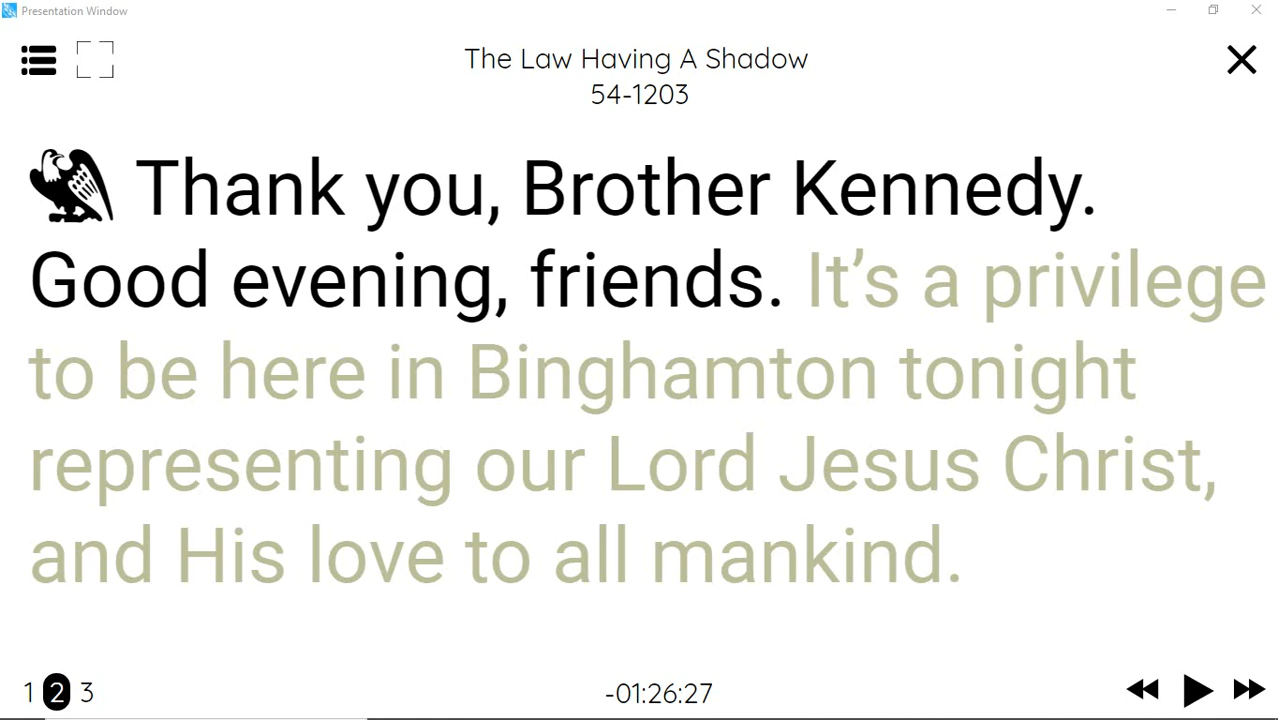 Presentation Window
The Law Having A Shadow
54-1203
Thank you, Brother Kennedy.
Good evening, friends. It’s a privilege
to be here in Binghamton tonight
representing our Lord Jesus Christ,
and His love to all mankind.
1 2 3
-01:26:27